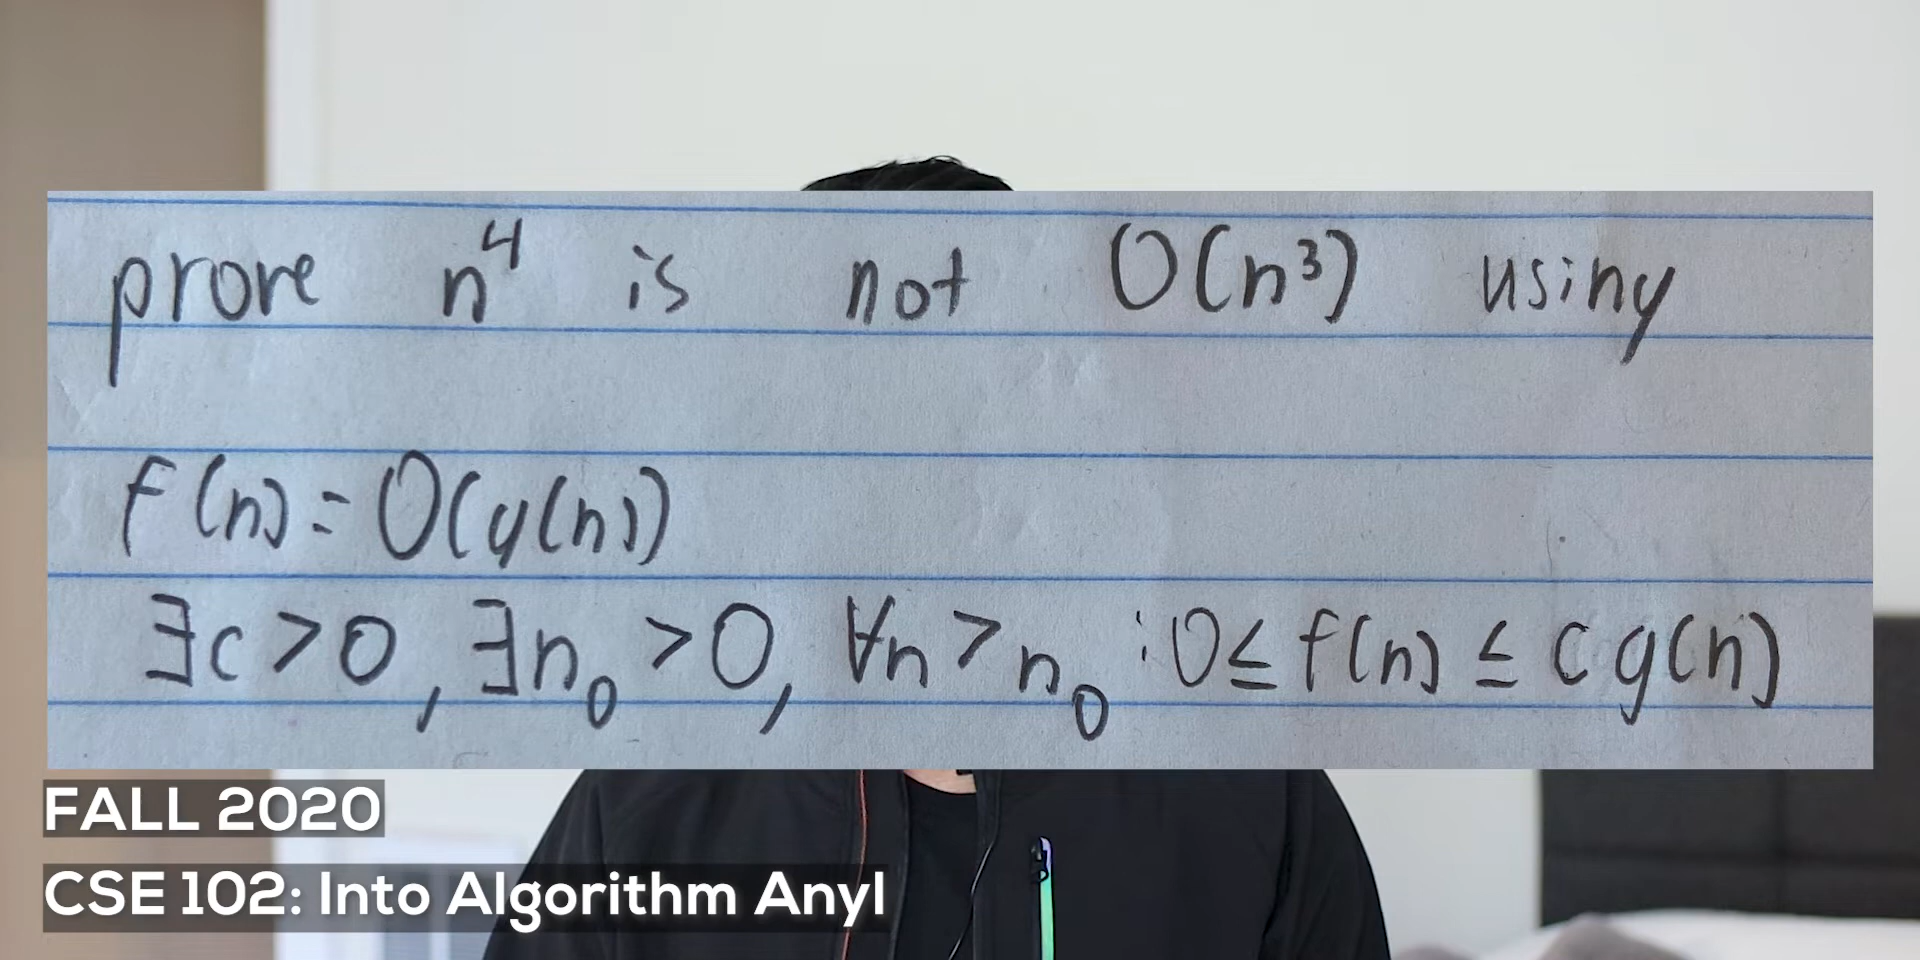 prove n⁴ is not O(n³) using
f(n) = O(g(n))
∃c > 0, ∃n₀ > 0, ∀n > n₀ : 0 ≤ f(n) ≤ c g(n)
FALL 2020
CSE 102: Into Algorithm Anyl